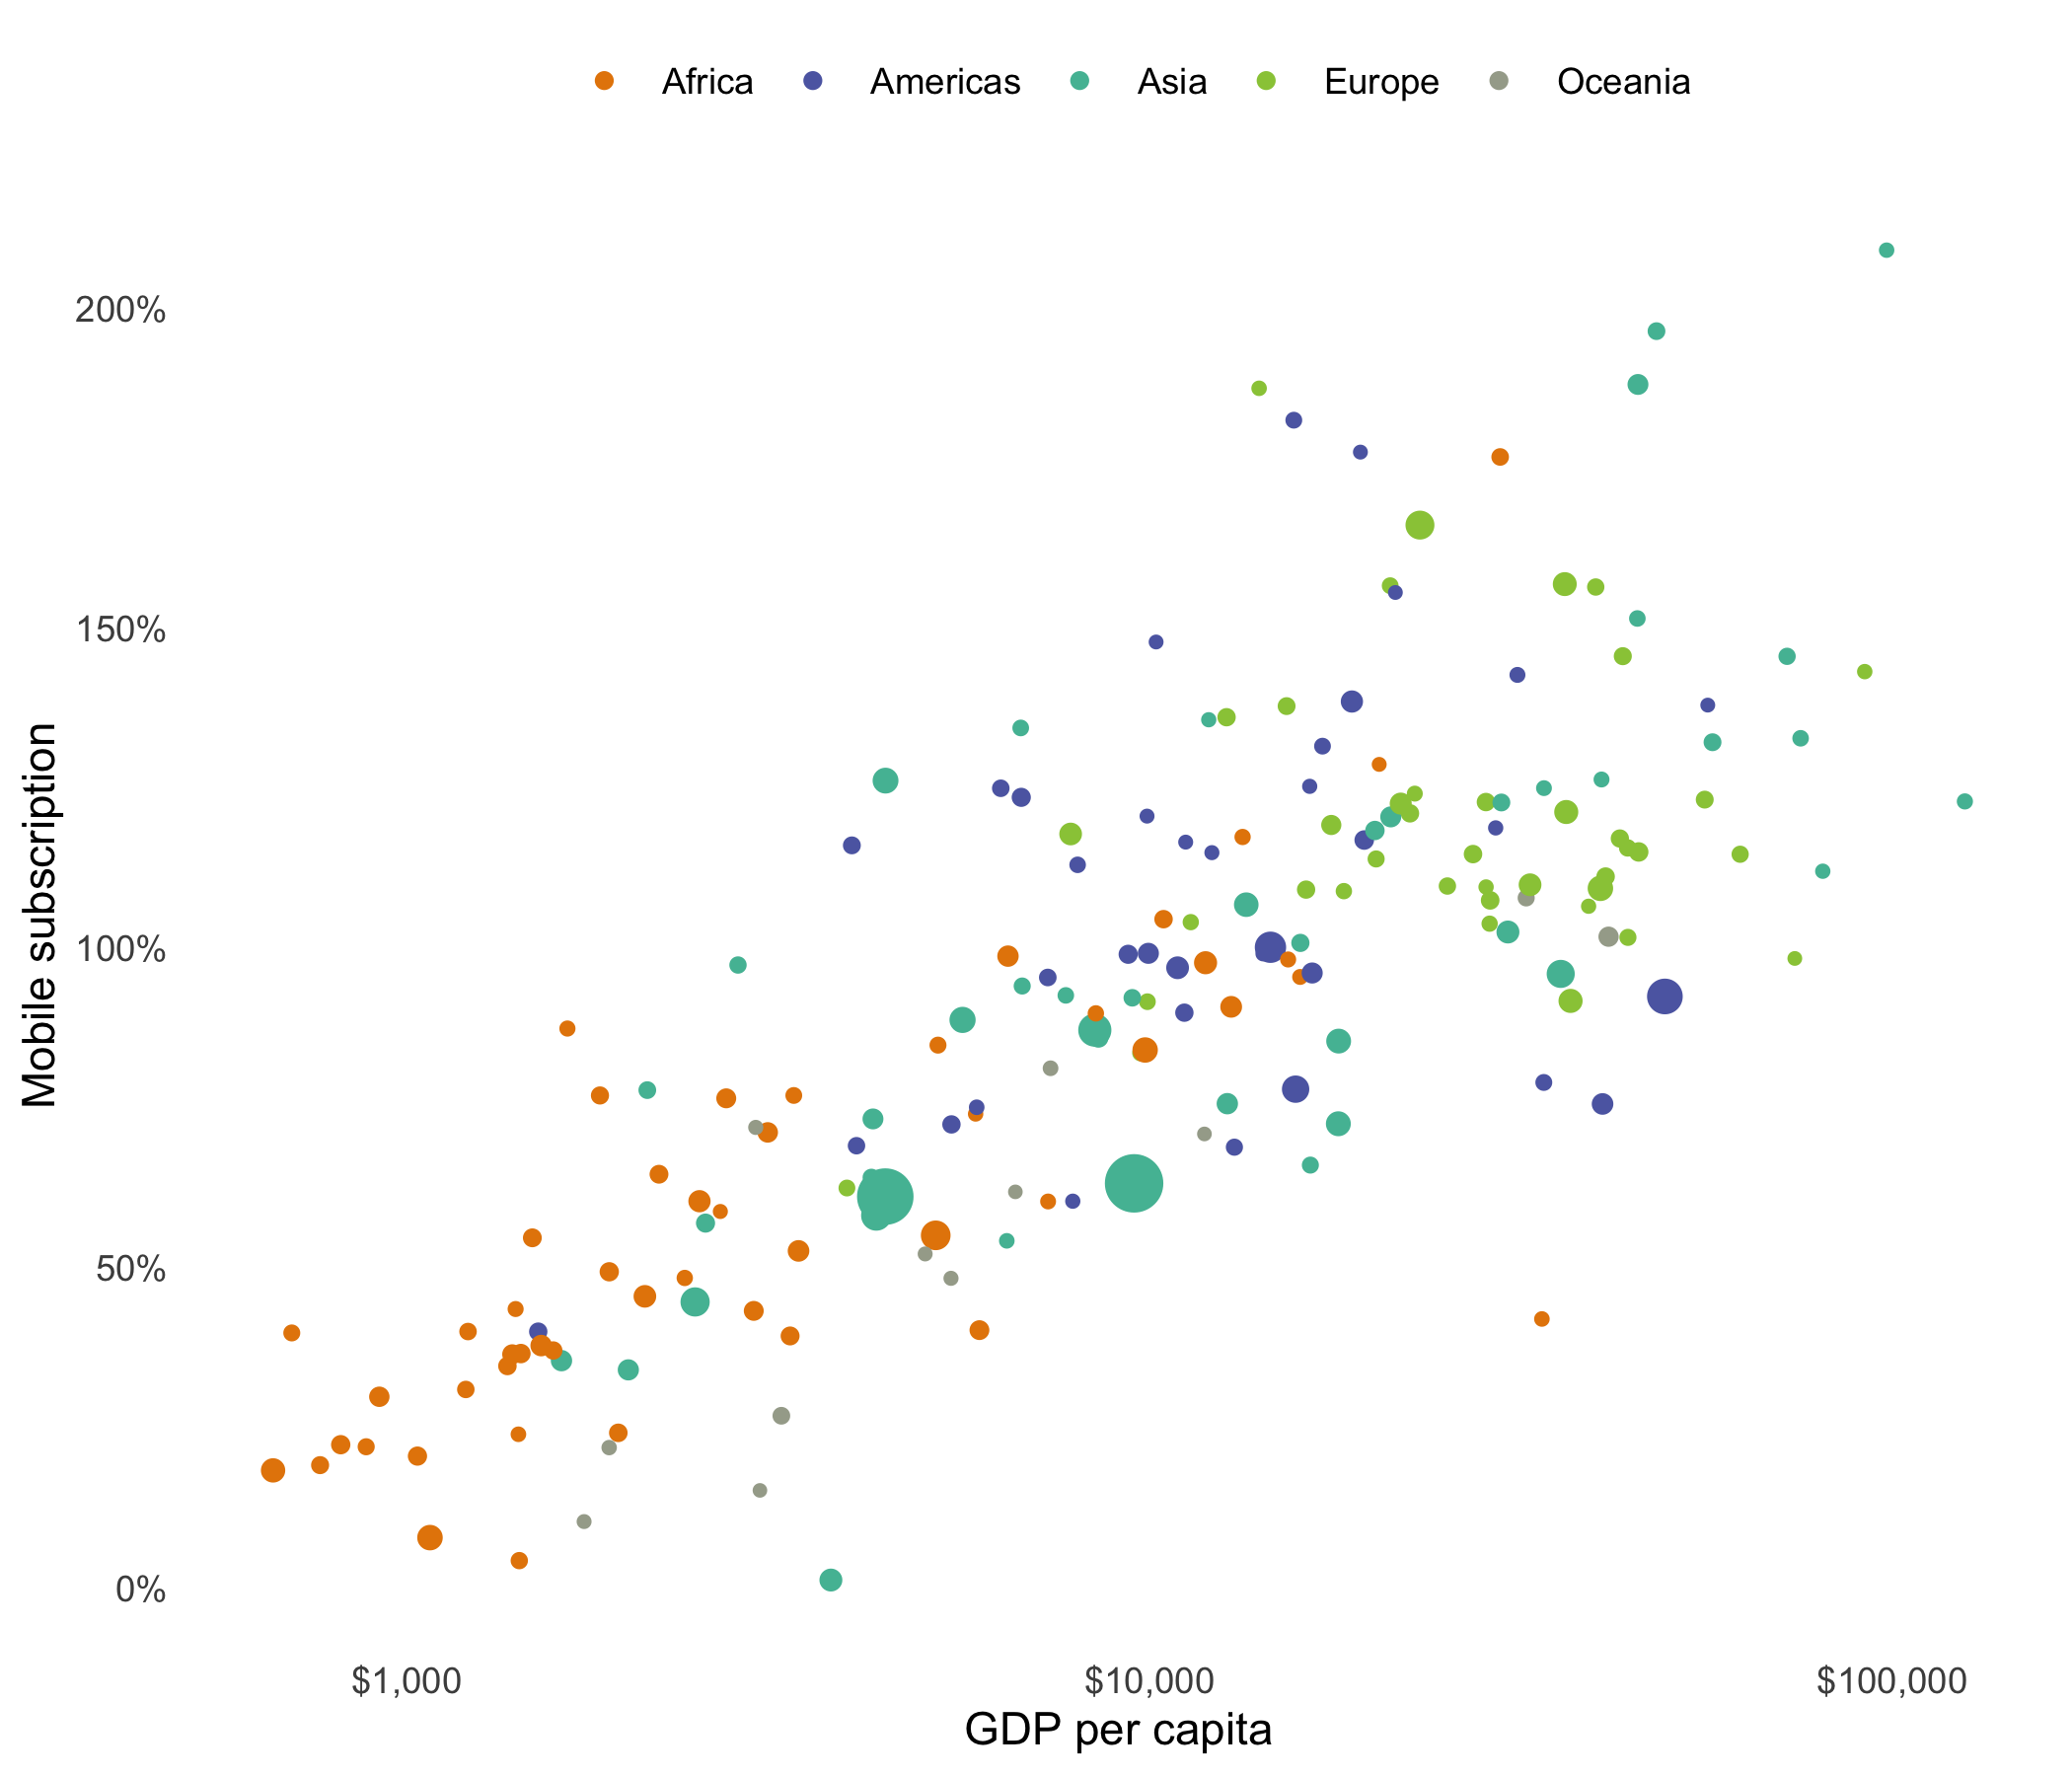 Africa Americas Asia Europe Oceania
200%
150%
100%
50%
0%
Mobile subscription
$1,000 $10,000 $100,000
GDP per capita